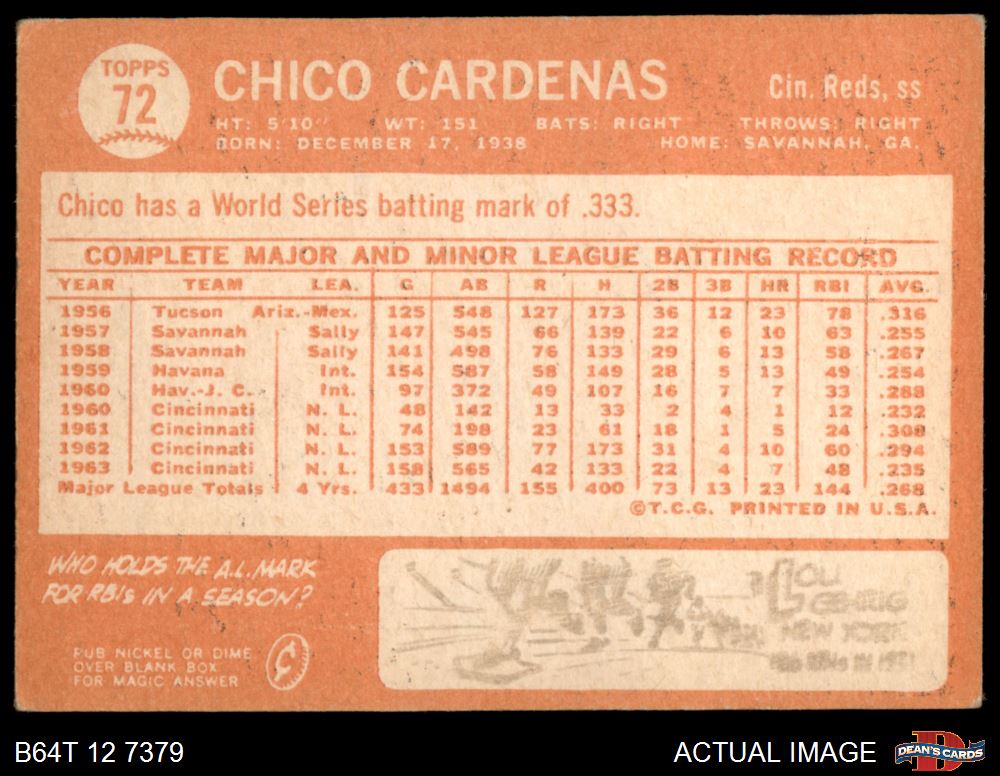 TOPPS
72
CHICO CARDENAS
Cin. Reds, ss
HT: 5'10" WT: 151 BATS: RIGHT THROWS: RIGHT
BORN: DECEMBER 17, 1938 HOME: SAVANNAH, GA.
Chico has a World Series batting mark of .333.
COMPLETE MAJOR AND MINOR LEAGUE BATTING RECORD
YEAR TEAM LEA. G AB R H 2B 3B HR RBI AVG.
1956 Tucson Ariz.-Mex. 125 548 127 173 36 12 23 78 .316
1957 Savannah Sally 147 545 66 139 22 6 10 63 .255
1958 Savannah Sally 141 498 76 133 29 6 13 58 .267
1959 Havana Int. 154 587 58 149 28 5 13 49 .254
1960 Hav.-J. C. Int. 97 372 49 107 16 7 7 33 .288
1960 Cincinnati N. L. 48 142 13 33 2 4 1 12 .232
1961 Cincinnati N. L. 74 198 23 61 18 1 5 24 .308
1962 Cincinnati N. L. 153 589 77 173 31 4 10 60 .294
1963 Cincinnati N. L. 158 565 42 133 22 4 7 48 .235
Major League Totals 4 Yrs. 433 1494 155 400 73 13 23 144 .268
©T.C.G. PRINTED IN U.S.A.
WHO HOLDS THE A.L. MARK
FOR RBIs IN A SEASON?
RUB NICKEL OR DIME
OVER BLANK BOX
FOR MAGIC ANSWER
LOU
GEHRIG
NEW YORK
RBIs IN 1931
B64T 12 7379
ACTUAL IMAGE
DEAN'S CARDS